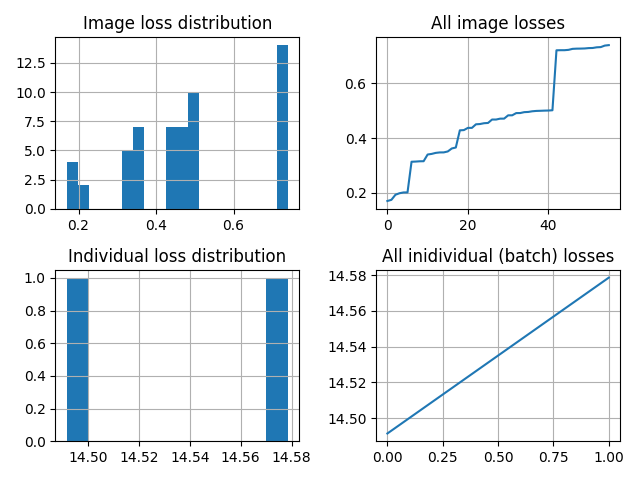 Image loss distribution
12.5
10.0
7.5
5.0
2.5
0.0
0.2 0.4 0.6
All image losses
0.6
0.4
0.2
0 20 40
Individual loss distribution
1.0
0.8
0.6
0.4
0.2
0.0
14.50 14.52 14.54 14.56 14.58
All inidividual (batch) losses
14.58
14.56
14.54
14.52
14.50
0.00 0.25 0.50 0.75 1.00